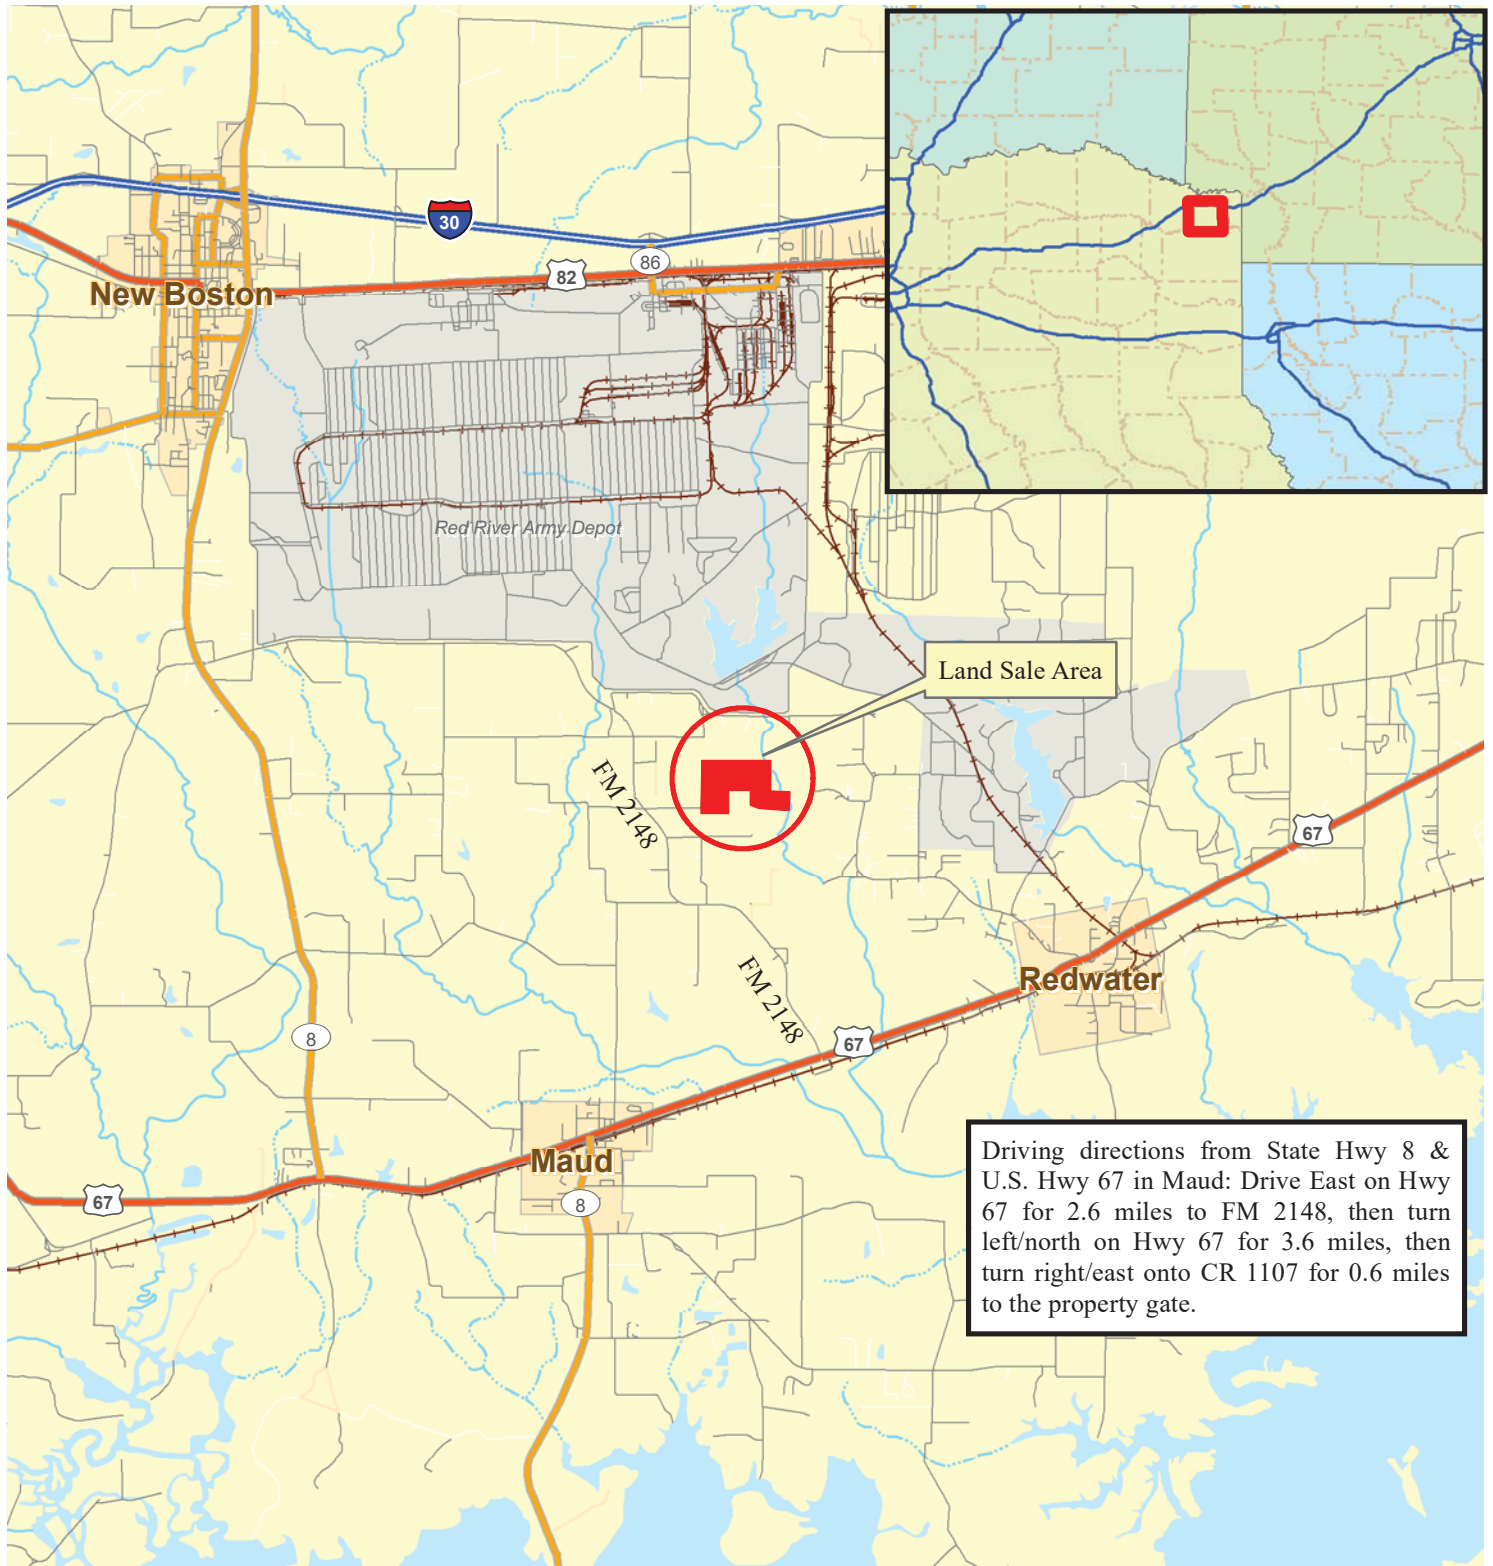 30
86
82
New Boston
Red River Army Depot
Land Sale Area
FM 2148
67
FM 2148
Redwater
8
67
Maud
67
8
Driving directions from State Hwy 8 &
U.S. Hwy 67 in Maud: Drive East on Hwy
67 for 2.6 miles to FM 2148, then turn
left/north on Hwy 67 for 3.6 miles, then
turn right/east onto CR 1107 for 0.6 miles
to the property gate.